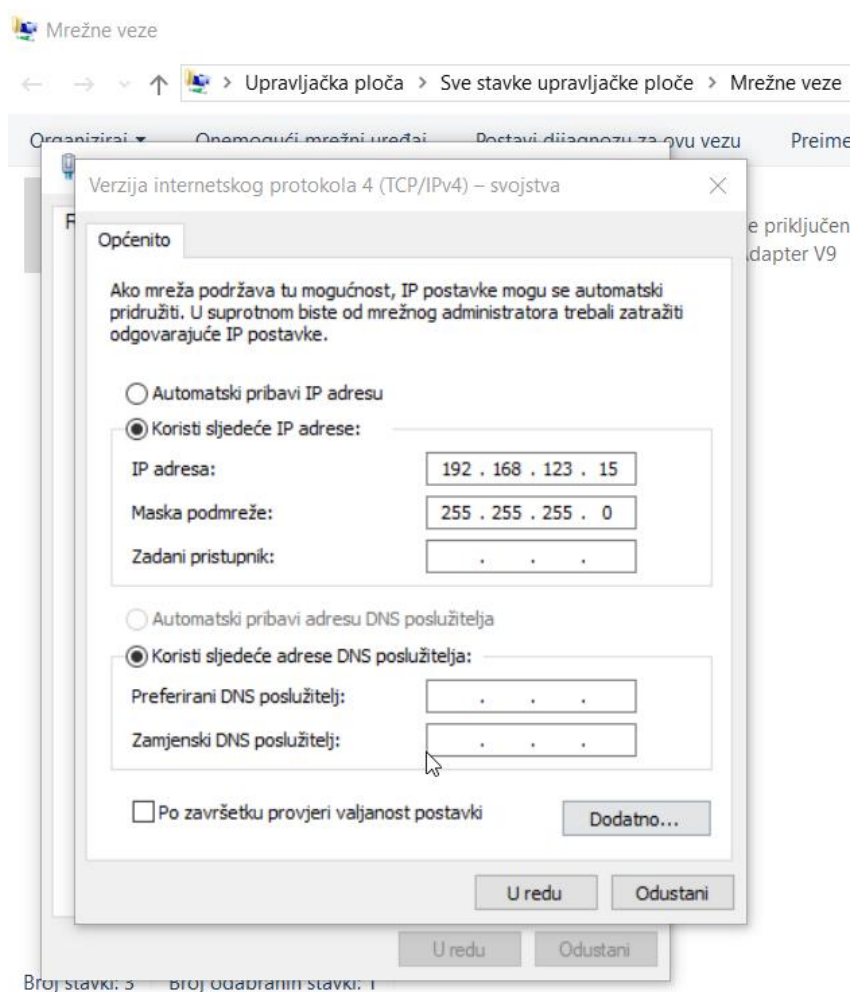 Mrežne veze
Upravljačka ploča > Sve stavke upravljačke ploče > Mrežne veze
Organiziraj Onemogući mrežni uređaj Postavi dijagnozu za ovu vezu Preime
Verzija internetskog protokola 4 (TCP/IPv4) – svojstva
e priključen
dapter V9
Općenito
Ako mreža podržava tu mogućnost, IP postavke mogu se automatski
pridružiti. U suprotnom biste od mrežnog administratora trebali zatražiti
odgovarajuće IP postavke.
Automatski pribavi IP adresu
Koristi sljedeće IP adrese:
IP adresa: 192 . 168 . 123 . 15
Maska podmreže: 255 . 255 . 255 . 0
Zadani pristupnik: . . .
Automatski pribavi adresu DNS poslužitelja
Koristi sljedeće adrese DNS poslužitelja:
Preferirani DNS poslužitelj: . . .
Zamjenski DNS poslužitelj: . . .
Po završetku provjeri valjanost postavki
Dodatno...
U redu Odustani
U redu Odustani
Broj stavki: 3 Broj odabranih stavki: 1